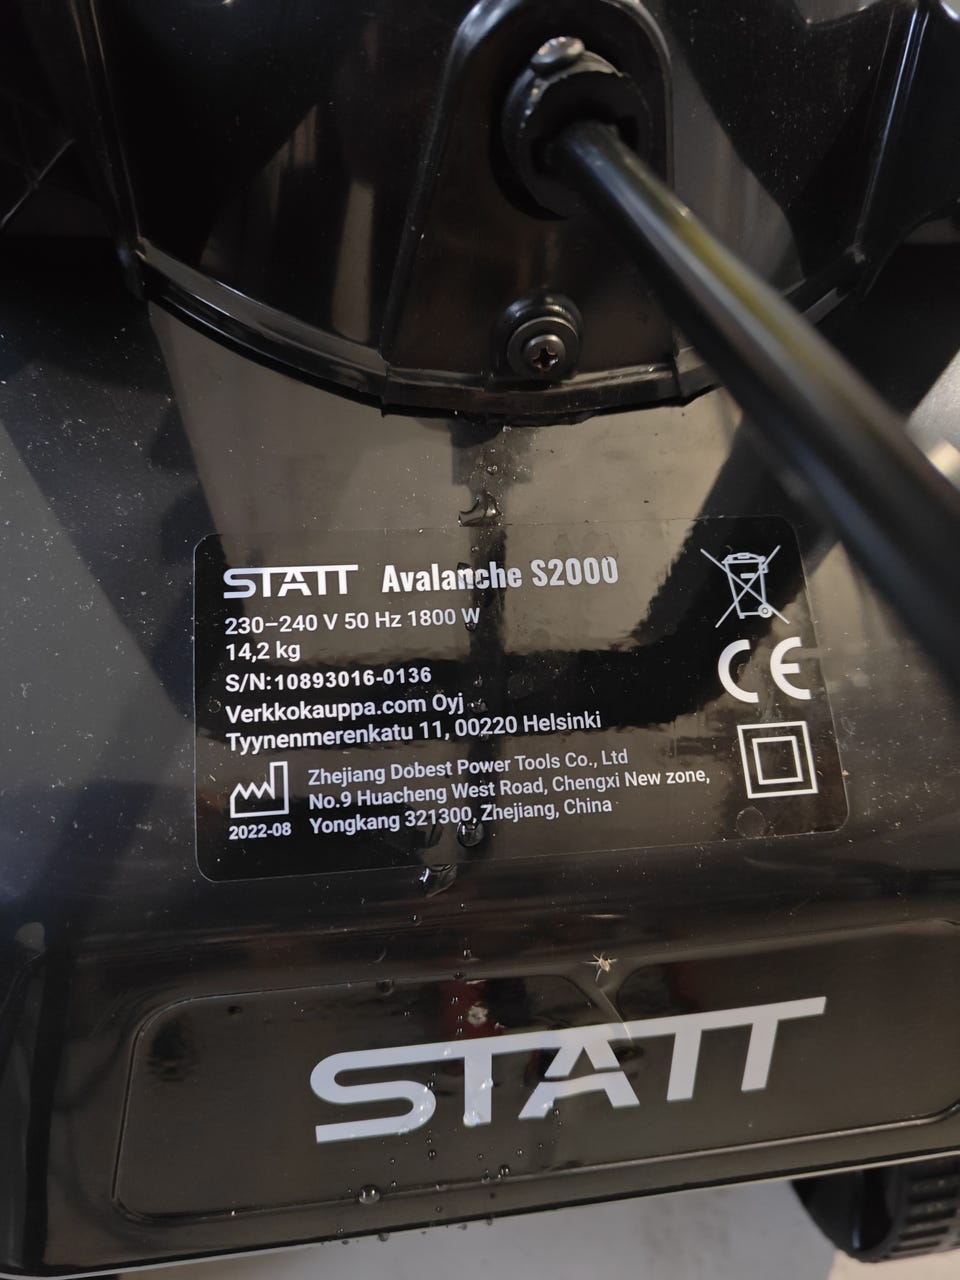 STATT Avalanche S2000
230–240 V 50 Hz 1800 W
14,2 kg
S/N:10893016-0136
Verkkokauppa.com Oyj
Tyynenmerenkatu 11, 00220 Helsinki
Zhejiang Dobest Power Tools Co., Ltd
No.9 Huacheng West Road, Chengxi New zone,
Yongkang 321300, Zhejiang, China
2022-08
CE
STATT